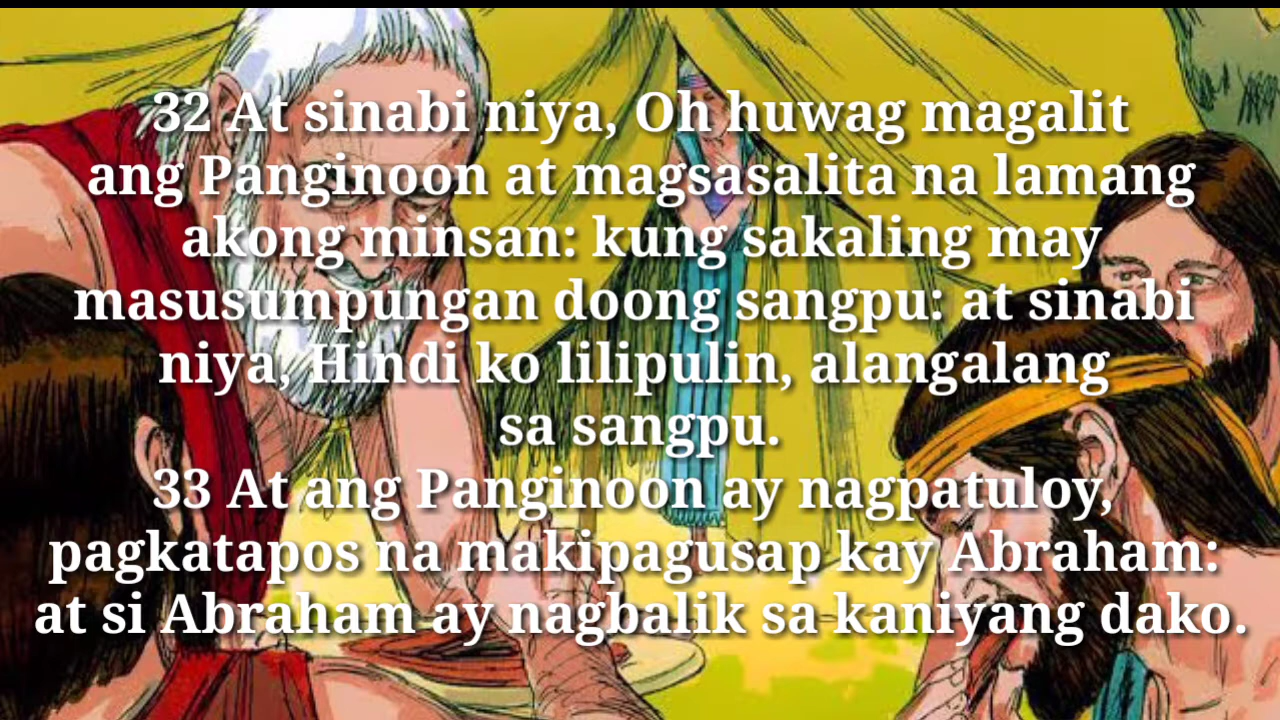 32 At sinabi niya, Oh huwag magalit
ang Panginoon at magsasalita na lamang
akong minsan: kung sakaling may
masusumpungan doong sangpu: at sinabi
niya, Hindi ko lilipulin, alangalang
sa sangpu.
33 At ang Panginoon ay nagpatuloy,
pagkatapos na makipagusap kay Abraham:
at si Abraham ay nagbalik sa kaniyang dako.